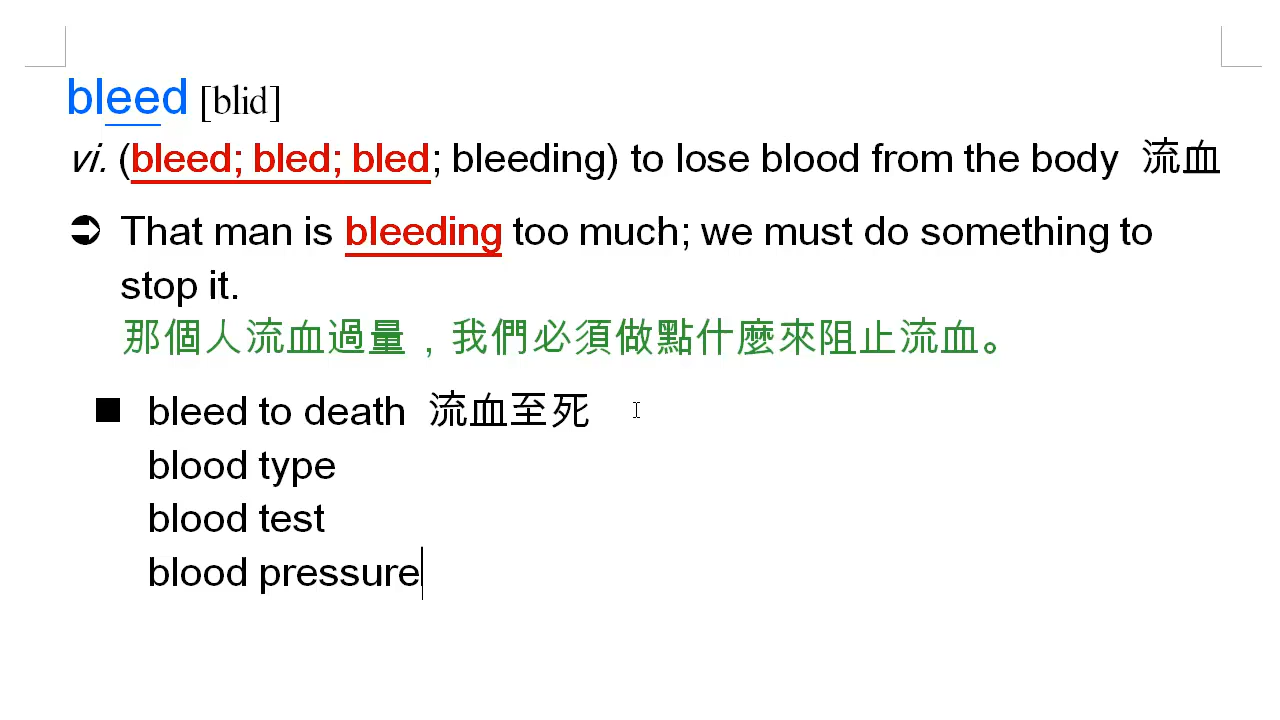 bleed [blid]
vi. (bleed; bled; bled; bleeding) to lose blood from the body 流血
➲ That man is bleeding too much; we must do something to
stop it.
那個人流血過量，我們必須做點什麼來阻止流血。
■ bleed to death 流血至死
blood type
blood test
blood pressure